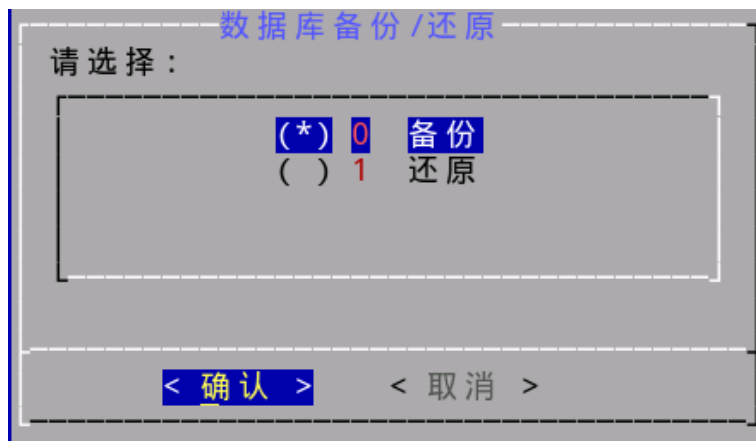 数据库备份/还原
请选择：
(*) 0 备份
( ) 1 还原
< 确认 > < 取消 >